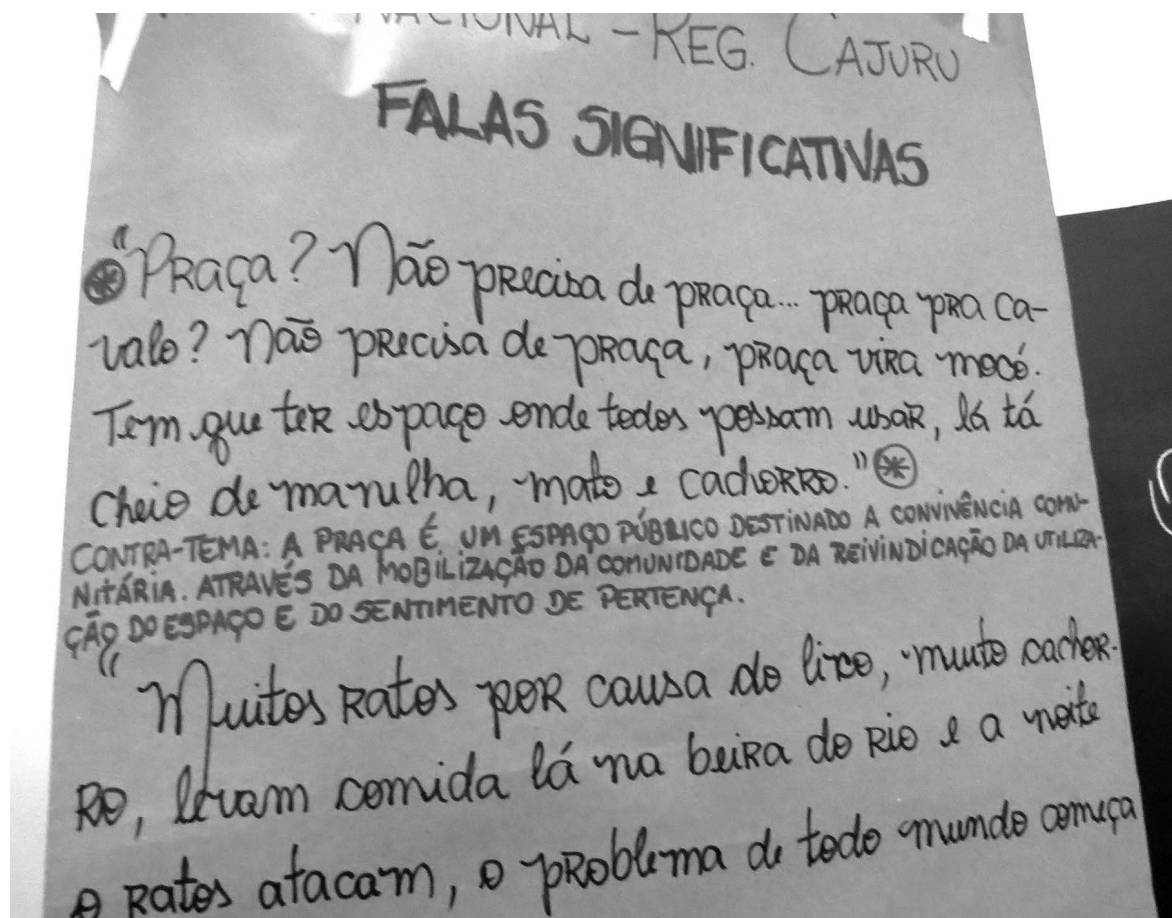 NACIONAL - REG. CAJURU
FALAS SIGNIFICATIVAS
"Praça? Não precisa de praça... praça pra ca-
valo? Não precisa de praça, praça vira mocó.
Tem que ter espaço onde todos possam usar, lá tá
cheio de manilha, mato e cachorro."
CONTRA-TEMA: A PRAÇA É UM ESPAÇO PÚBLICO DESTINADO A CONVIVÊNCIA COMU-
NITÁRIA. ATRAVÉS DA MOBILIZAÇÃO DA COMUNIDADE E DA REIVINDICAÇÃO DA UTILIZA-
ÇÃO DO ESPAÇO E DO SENTIMENTO DE PERTENÇA.
"Muitos ratos por causa do lixo, muito cachor-
ro, levam comida lá na beira do rio e a noite
o ratos atacam, o problema de todo mundo começa